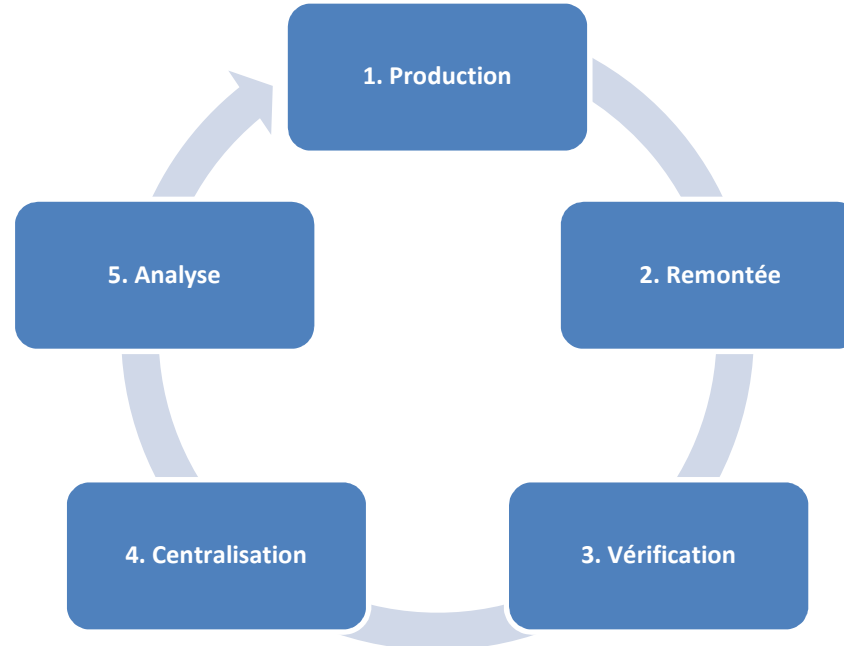 1. Production
2. Remontée
3. Vérification
4. Centralisation
5. Analyse